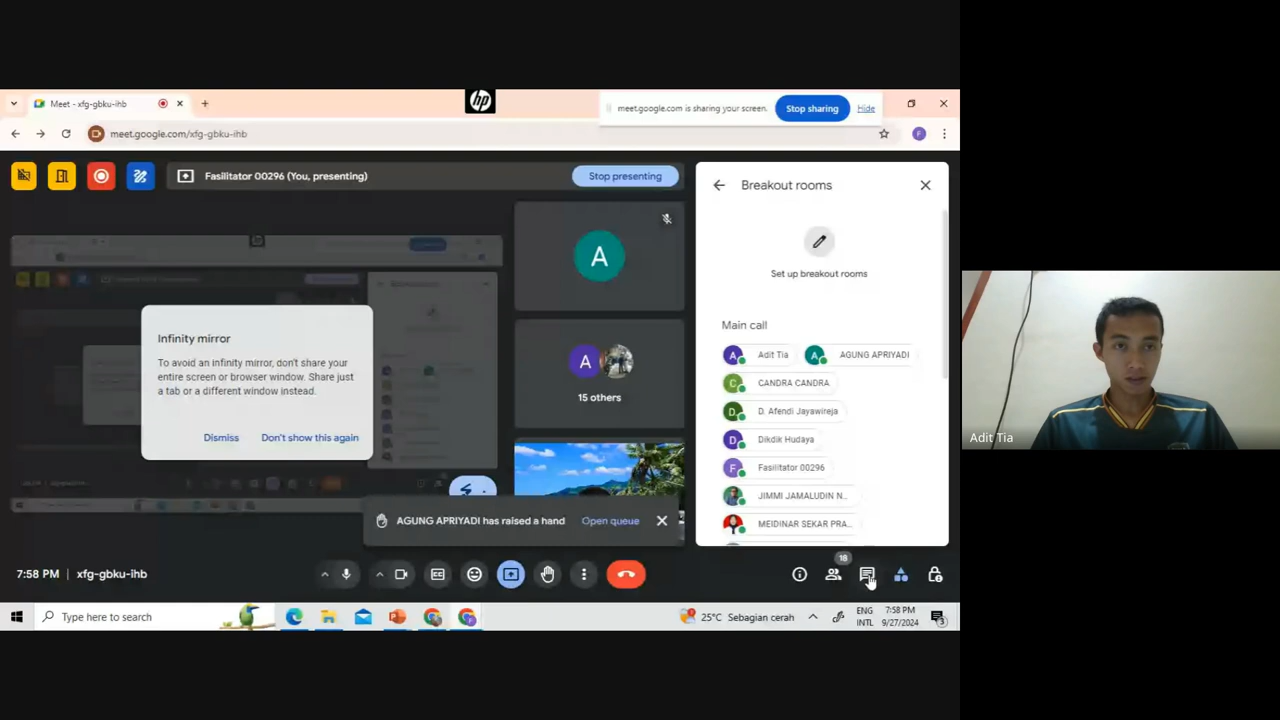 Meet - xfg-gbku-ihb
hp
meet.google.com is sharing your screen.
Stop sharing
Hide
meet.google.com/xfg-gbku-ihb
F
Fasilitator 00296 (You, presenting)
Stop presenting
Breakout rooms
Set up breakout rooms
A
Infinity mirror
To avoid an infinity mirror, don't share your
entire screen or browser window. Share just
a tab or a different window instead.
Dismiss
Don't show this again
A
15 others
Main call
A Adit Tia
A AGUNG APRIYADI
C CANDRA CANDRA
D D. Afendi Jayawireja
D Dikdik Hudaya
F Fasilitator 00296
JIMMI JAMALUDIN N...
MEIDINAR SEKAR PRA...
AGUNG APRIYADI has raised a hand
Open queue
Adit Tia
18
7:58 PM | xfg-gbku-ihb
Type here to search
25°C Sebagian cerah
ENG
INTL
7:58 PM
9/27/2024
3